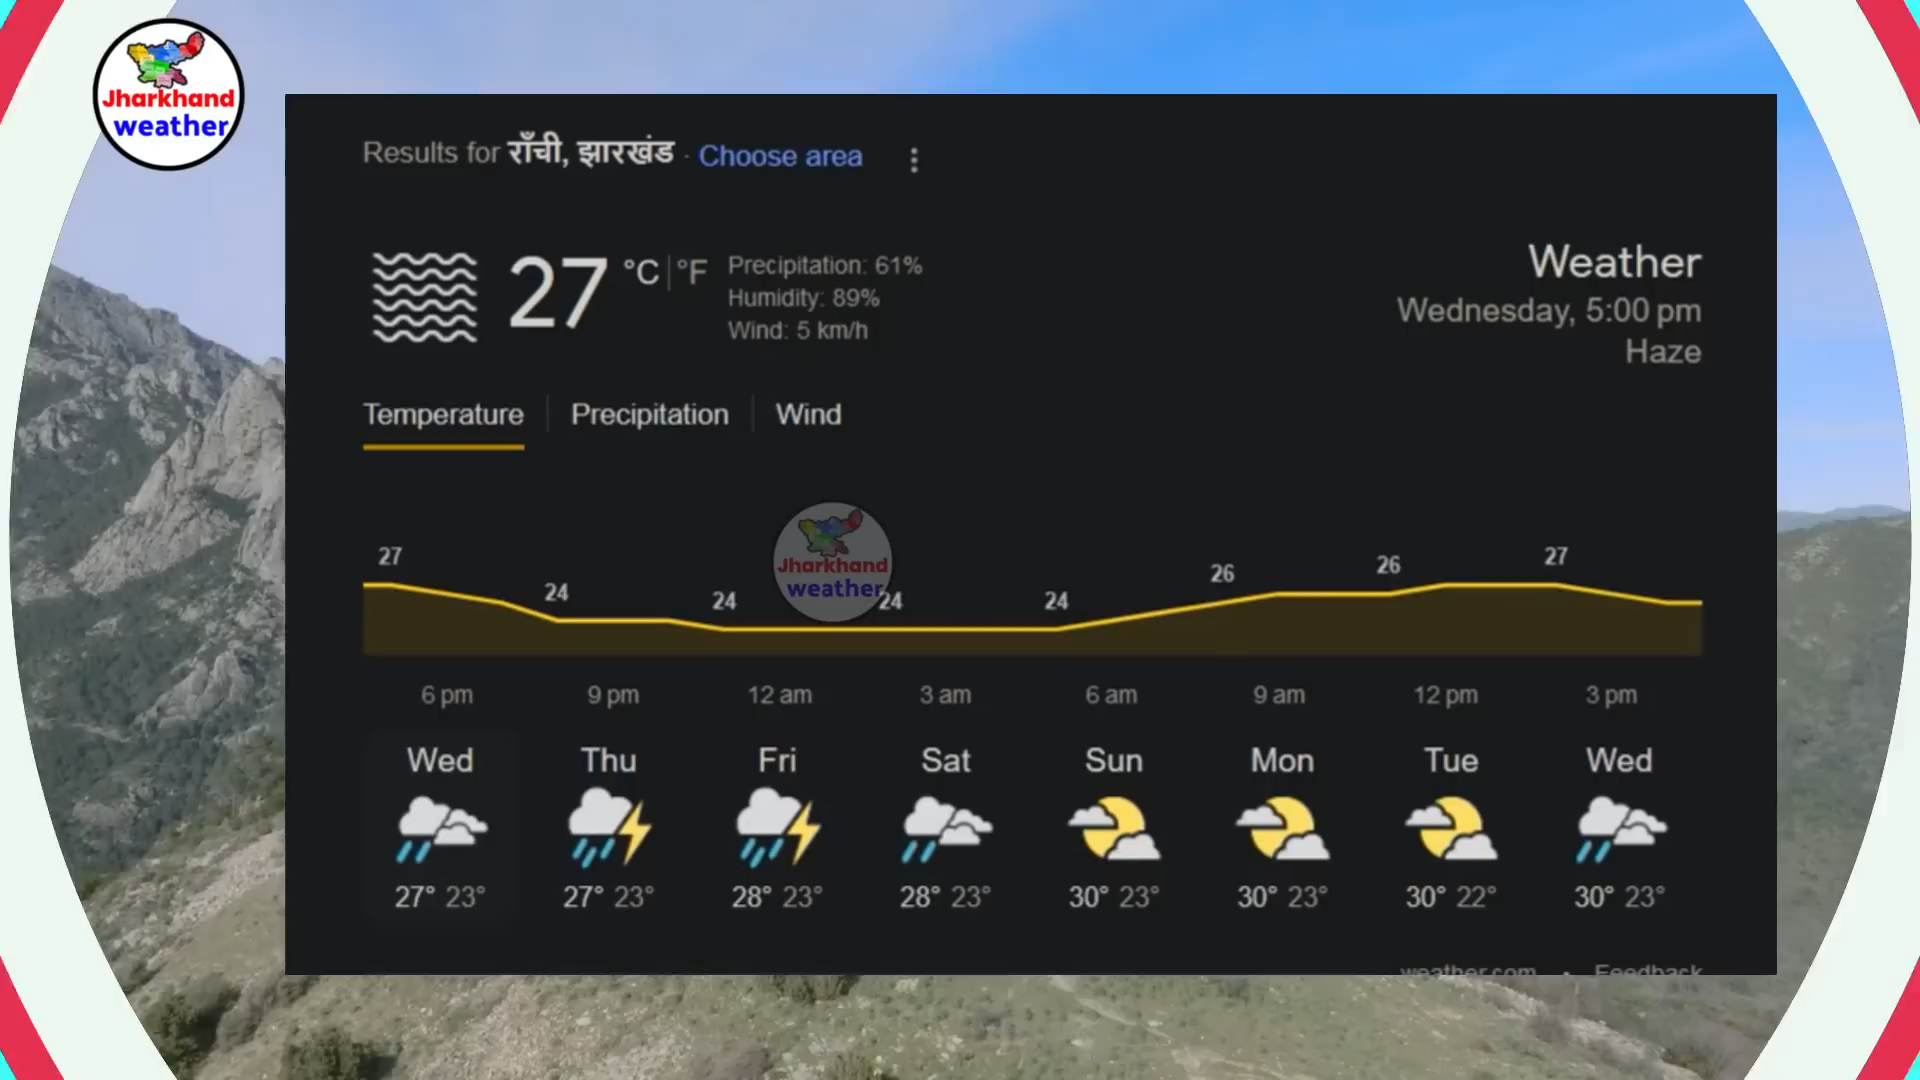 Jharkhand
weather
Results for राँची, झारखंड · Choose area
27 °C | °F
Precipitation: 61%
Humidity: 89%
Wind: 5 km/h
Weather
Wednesday, 5:00 pm
Haze
Temperature
Precipitation
Wind
Jharkhand
weather
27 24 24 24 24 26 26 27
6 pm 9 pm 12 am 3 am 6 am 9 am 12 pm 3 pm
Wed Thu Fri Sat Sun Mon Tue Wed
27° 23° 27° 23° 28° 23° 28° 23° 30° 23° 30° 23° 30° 22° 30° 23°
weather.com • Feedback